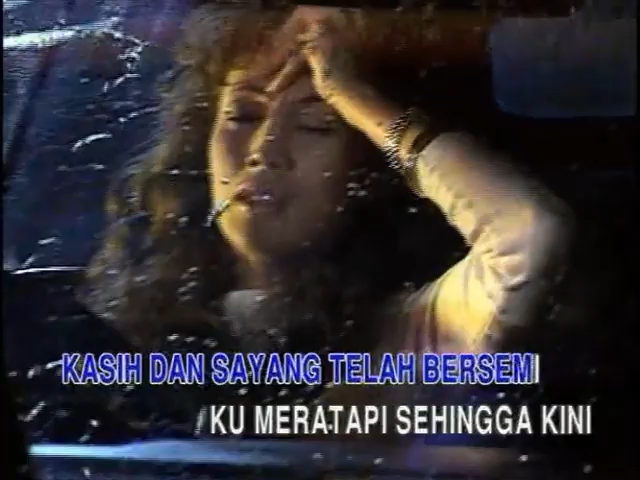 KASIH DAN SAYANG TELAH BERSEMI
KU MERATAPI SEHINGGA KINI